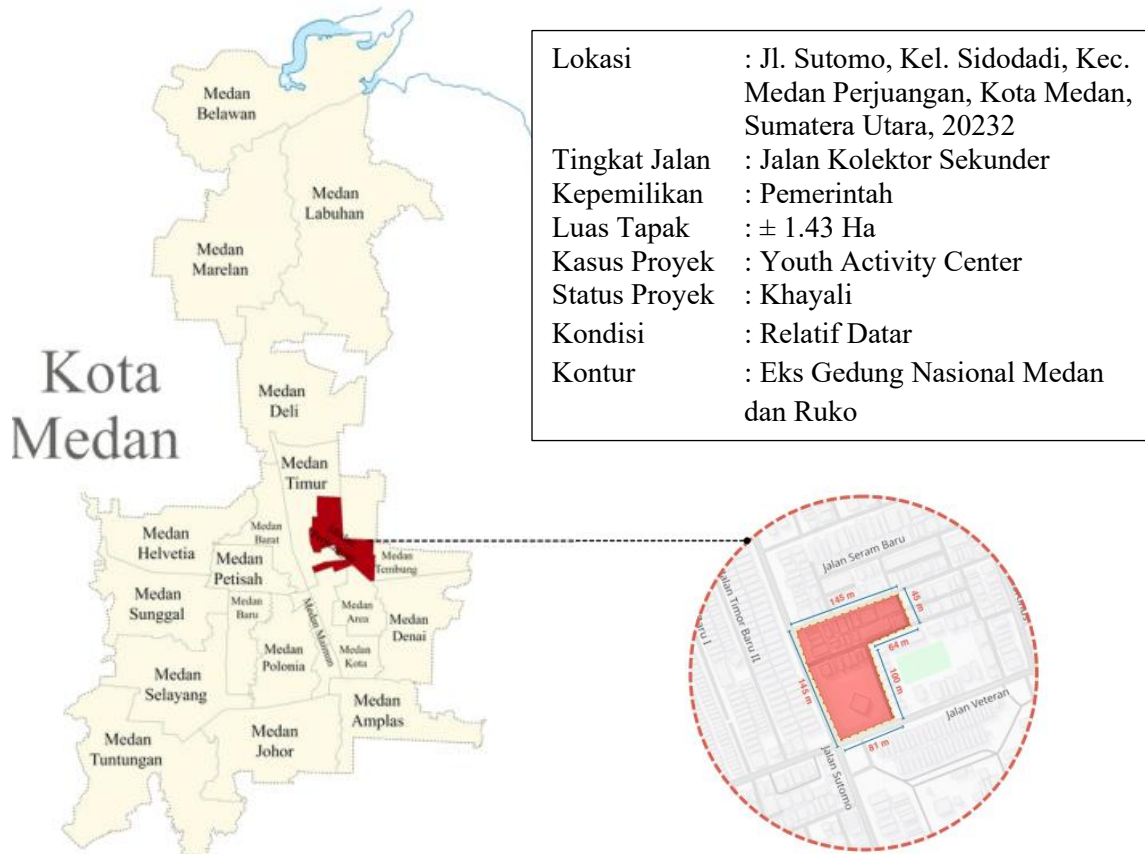 Lokasi : Jl. Sutomo, Kel. Sidodadi, Kec.
Medan Perjuangan, Kota Medan,
Sumatera Utara, 20232
Tingkat Jalan : Jalan Kolektor Sekunder
Kepemilikan : Pemerintah
Luas Tapak : ± 1.43 Ha
Kasus Proyek : Youth Activity Center
Status Proyek : Khayali
Kondisi : Relatif Datar
Kontur : Eks Gedung Nasional Medan
dan Ruko
Kota
Medan
Medan
Belawan
Medan
Labuhan
Medan
Marelan
Medan
Deli
Medan
Timur
Medan
Helvetia
Medan
Barat
Medan
Petisah
Medan
Tembung
Medan
Sunggal
Medan
Baru
Medan Maimun
Medan
Area
Medan
Denai
Medan
Polonia
Medan
Kota
Medan
Selayang
Medan
Amplas
Medan
Johor
Medan
Tuntungan
Jalan Seram Baru
Jalan Timor Baru II
145 m
45 m
64 m
100 m
145 m
81 m
Jalan Veteran
Jalan Sutomo